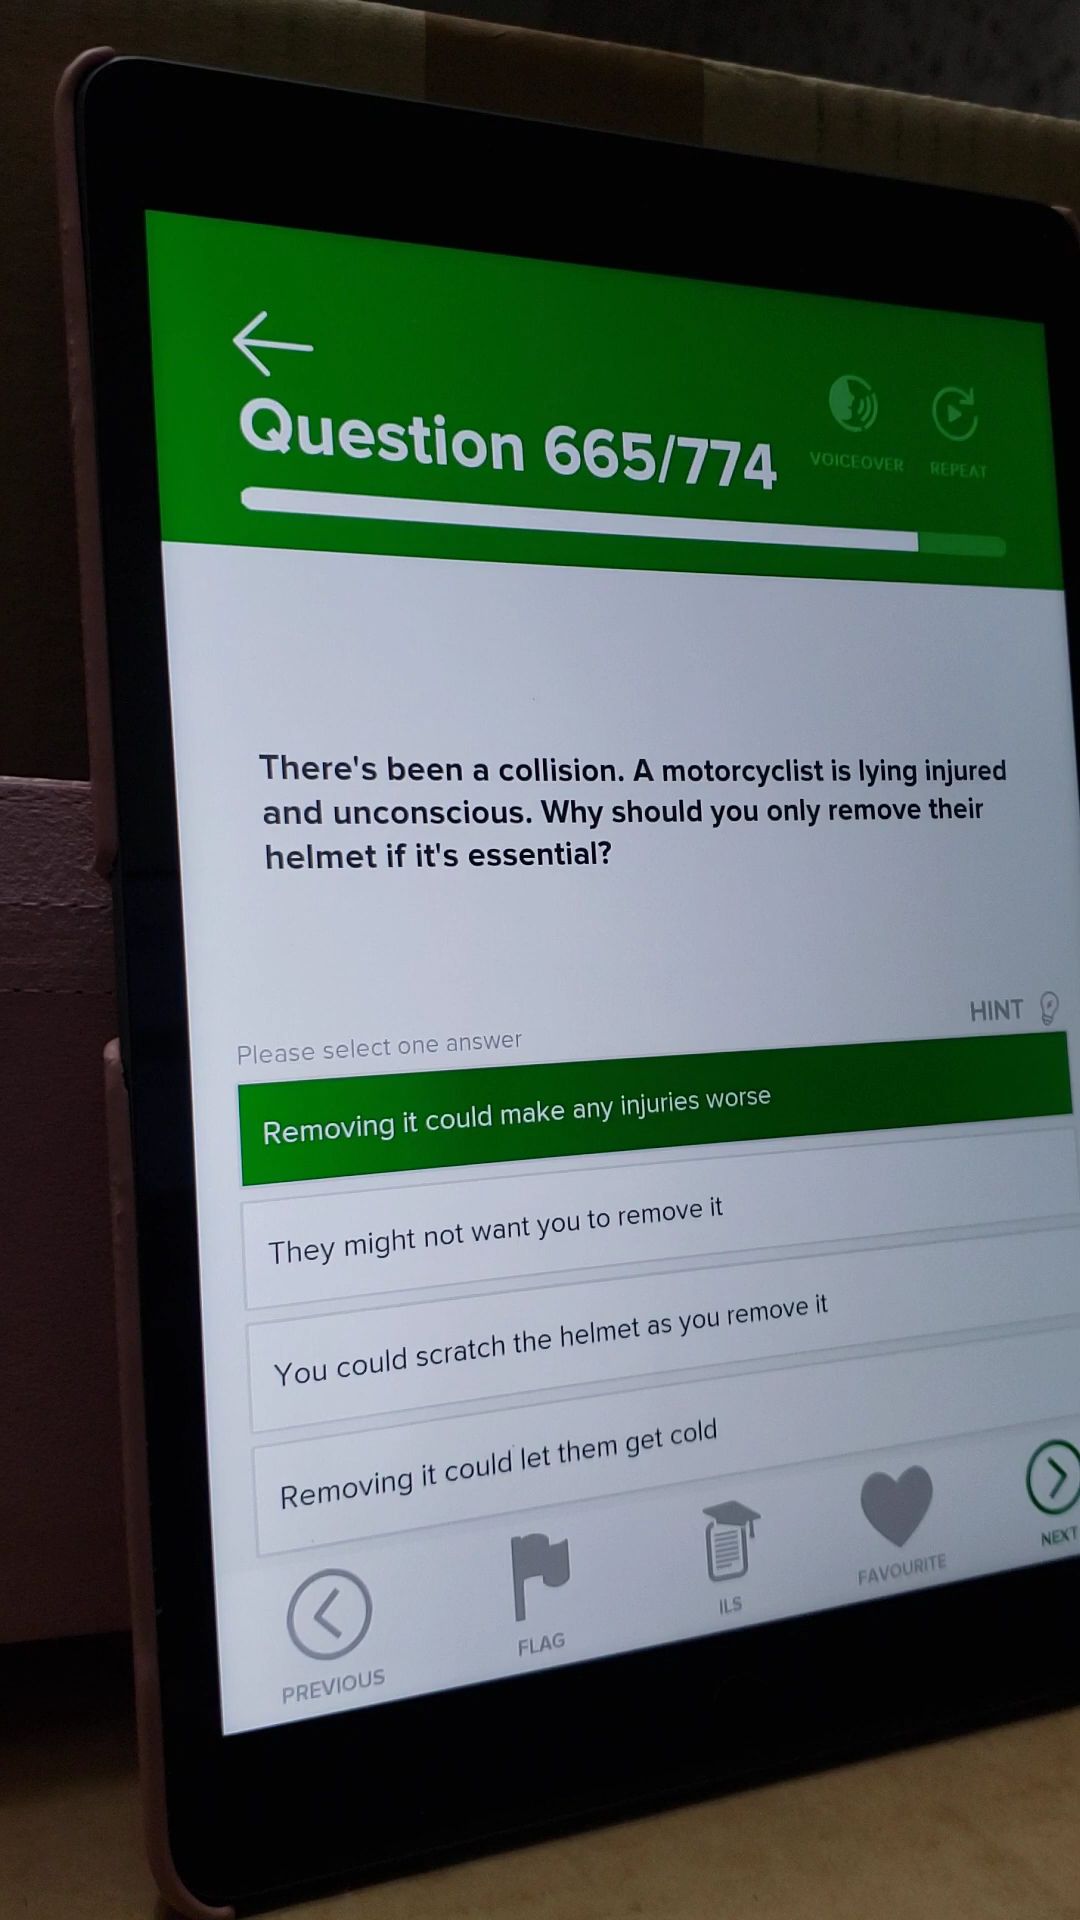 Question 665/774
VOICEOVER
REPEAT
There's been a collision. A motorcyclist is lying injured
and unconscious. Why should you only remove their
helmet if it's essential?
HINT
Please select one answer
Removing it could make any injuries worse
They might not want you to remove it
You could scratch the helmet as you remove it
Removing it could let them get cold
PREVIOUS
FLAG
ILS
FAVOURITE
NEXT